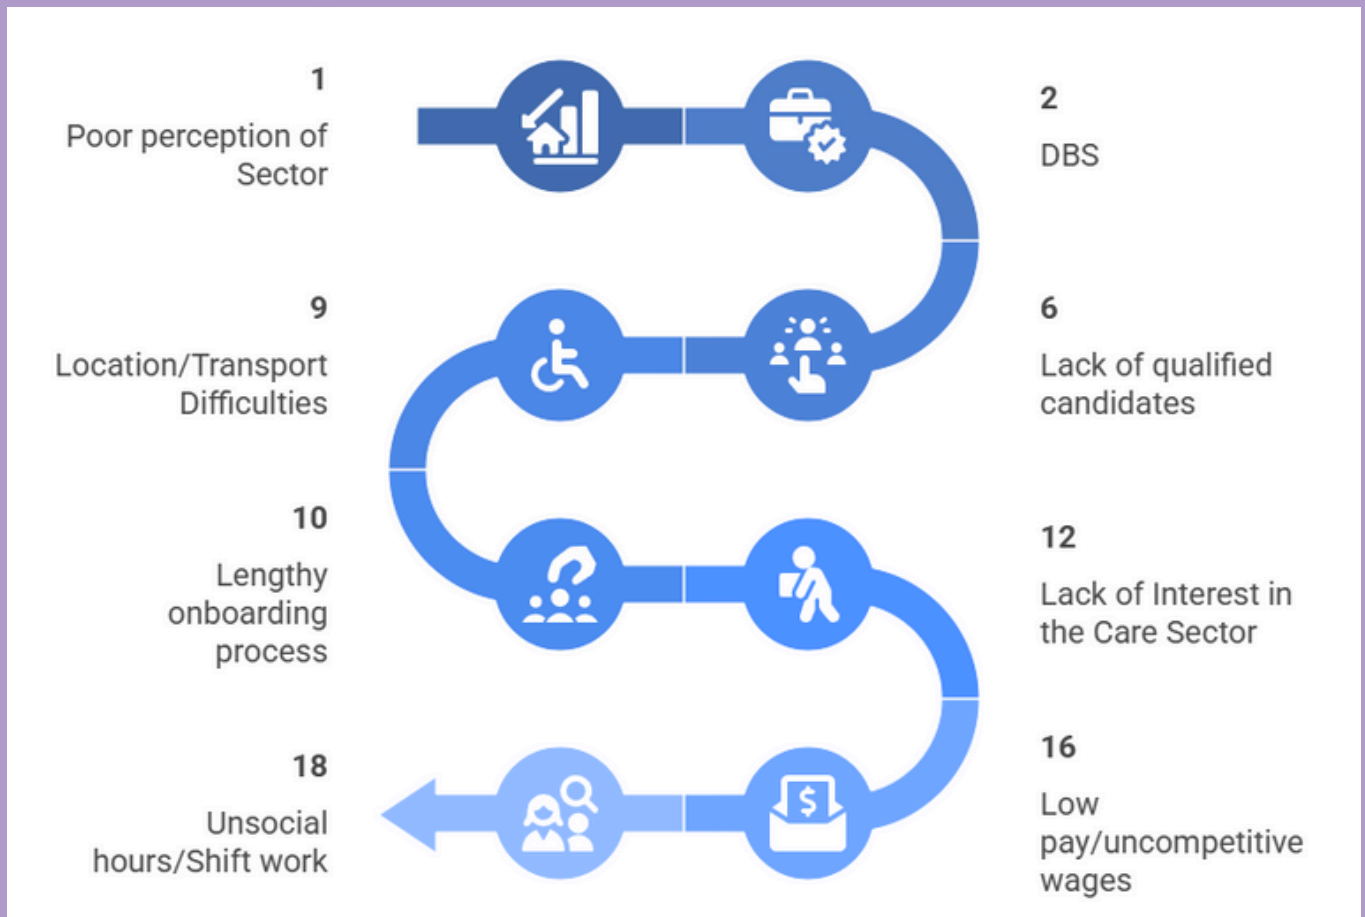 1
Poor perception of
Sector
2
DBS
6
Lack of qualified
candidates
9
Location/Transport
Difficulties
10
Lengthy
onboarding
process
12
Lack of Interest in
the Care Sector
16
Low
pay/uncompetitive
wages
$
18
Unsocial
hours/Shift work